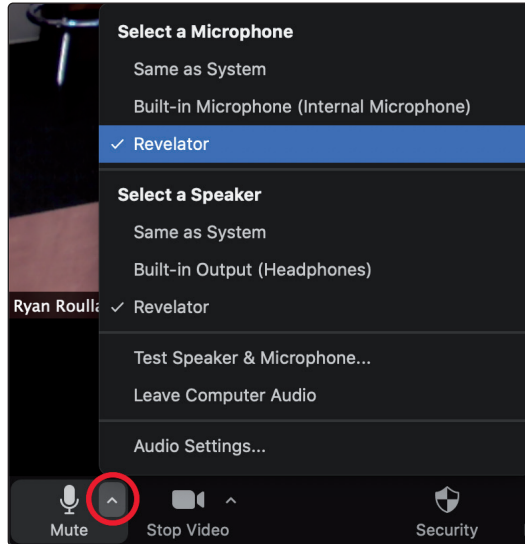 Select a Microphone
Same as System
Built-in Microphone (Internal Microphone)
✓ Revelator
Select a Speaker
Same as System
Built-in Output (Headphones)
Ryan Roulla
✓ Revelator
Test Speaker & Microphone...
Leave Computer Audio
Audio Settings...
Mute Stop Video Security